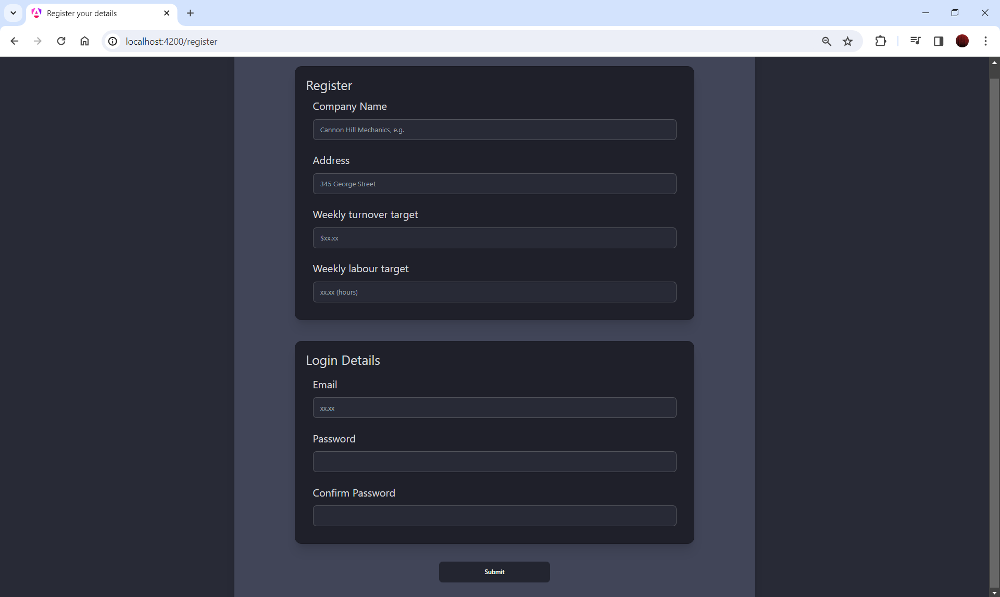 Register your details
localhost:4200/register
Register
Company Name
Cannon Hill Mechanics, e.g.
Address
345 George Street
Weekly turnover target
$xx.xx
Weekly labour target
xx.xx (hours)
Login Details
Email
xx.xx
Password
Confirm Password
Submit